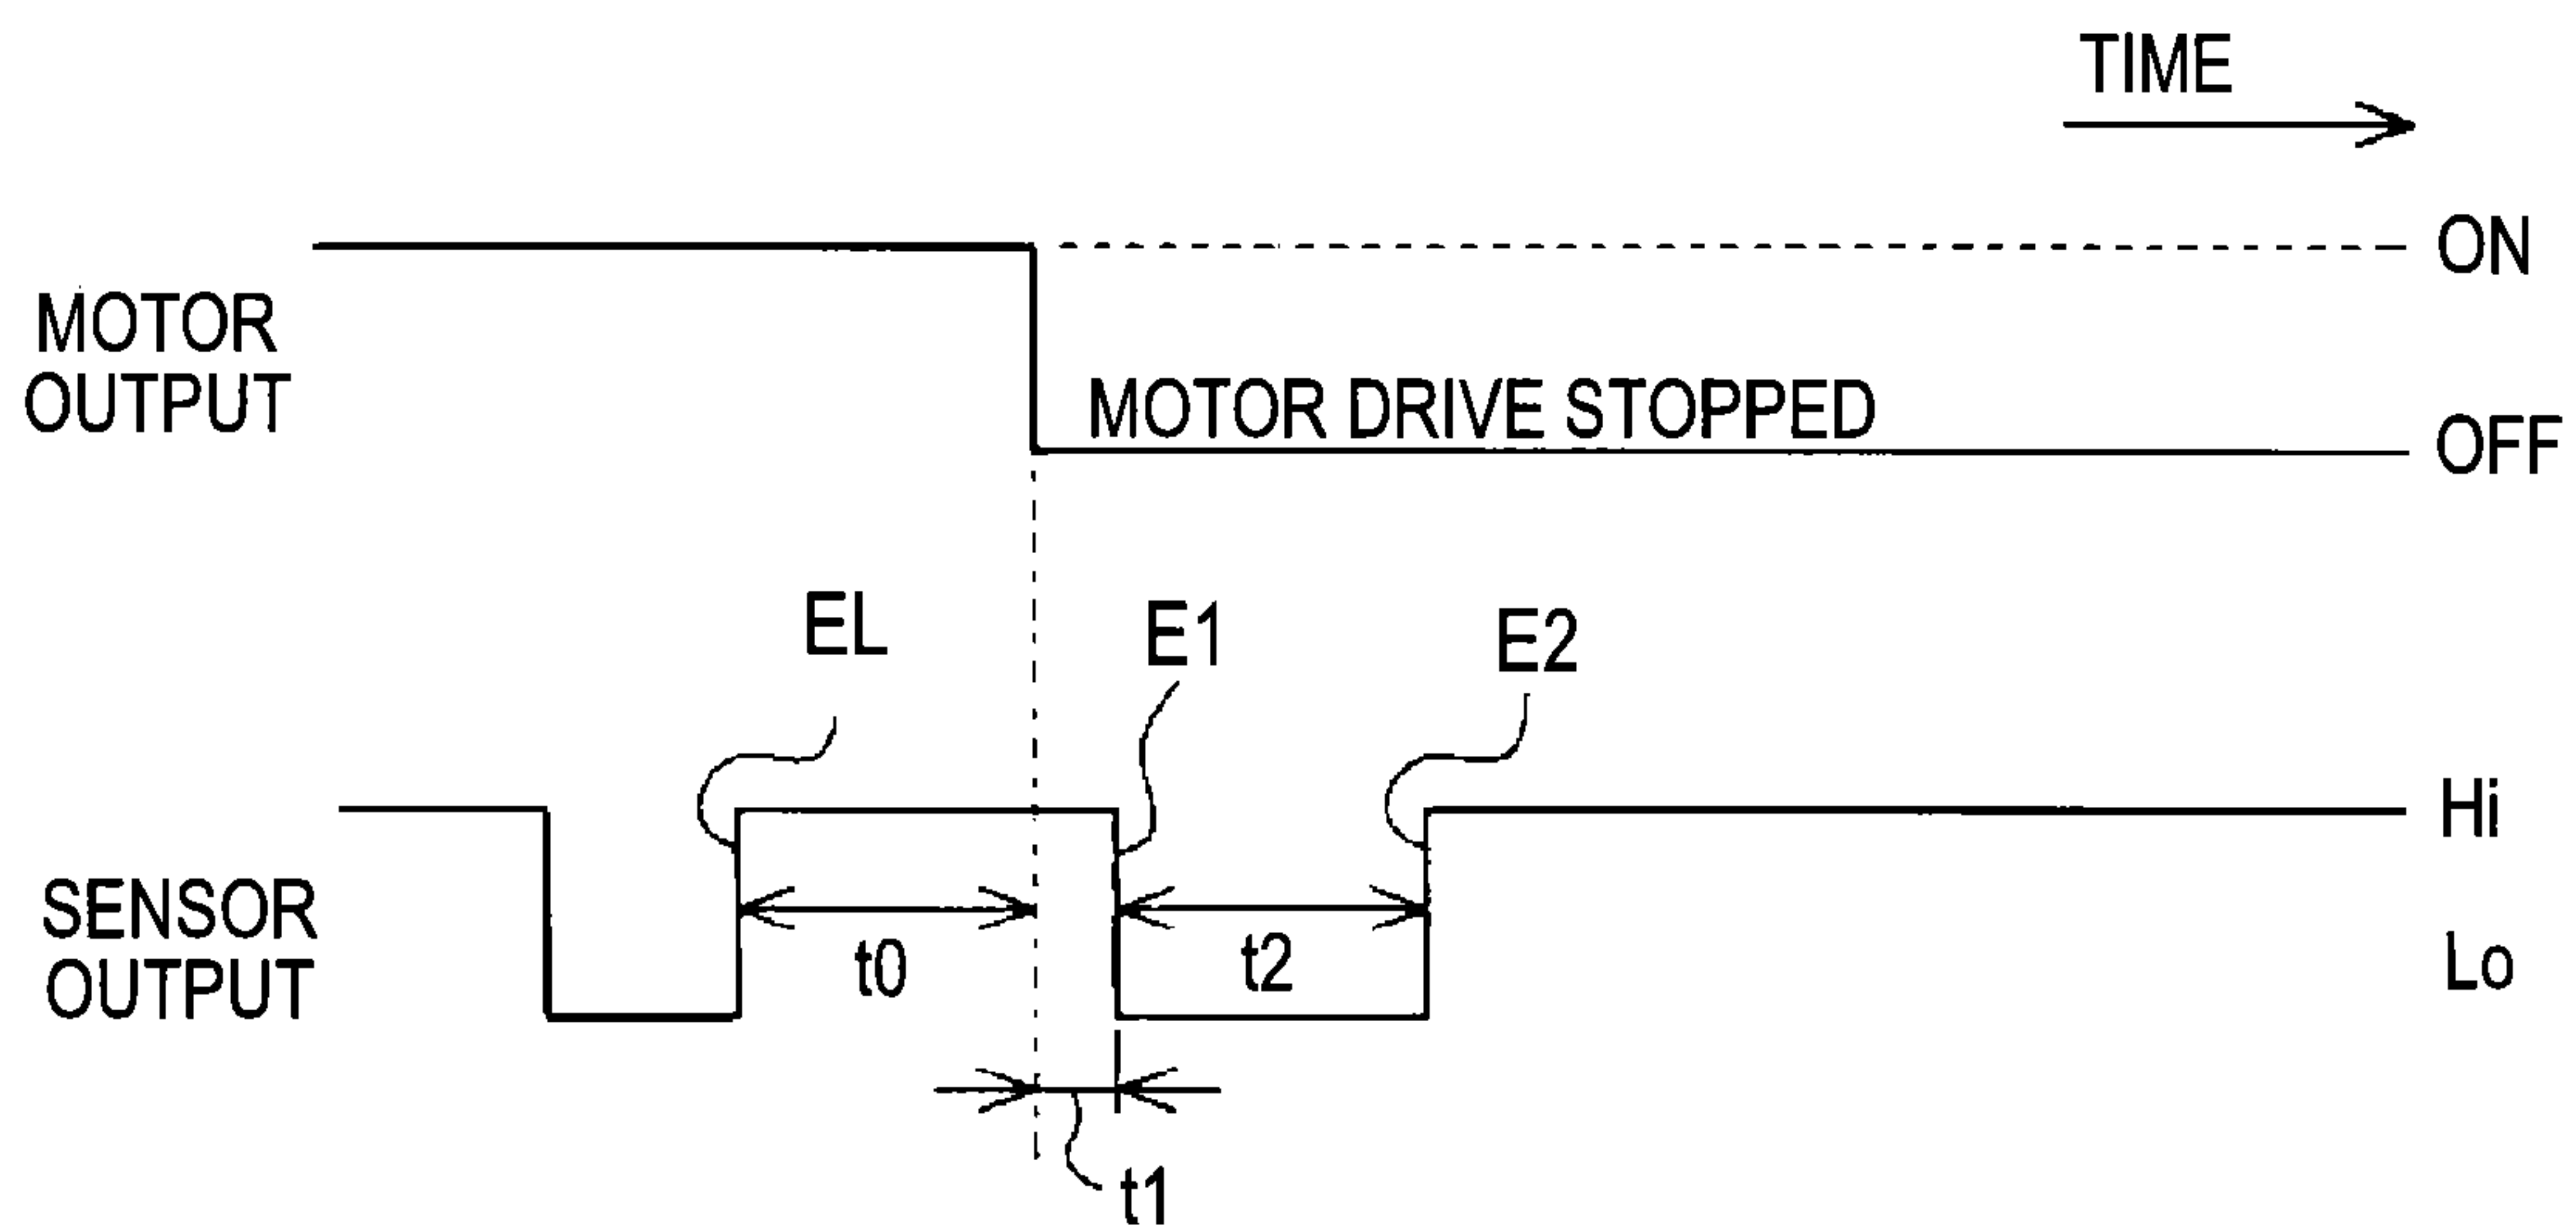 TIME
ON
MOTOR
OUTPUT
MOTOR DRIVE STOPPED
OFF
EL
E1
E2
Hi
SENSOR
OUTPUT
t0
t2
Lo
t1